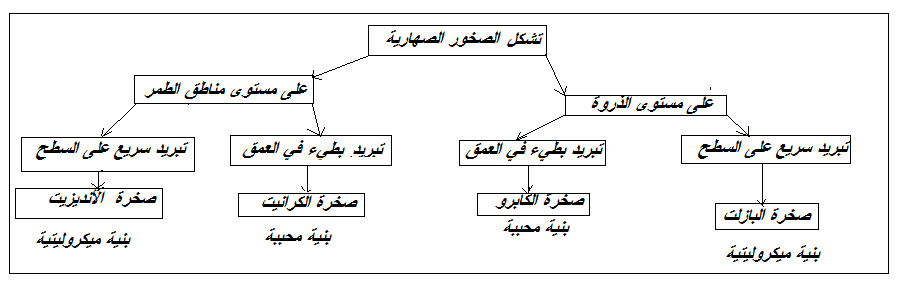 تشكل الصخور الصهارية
على مستوى الذروة
على مستوى مناطق الطمر
تبريد سريع على السطح
تبريد بطيء في العمق
تبريد بطيء في العمق
تبريد سريع على السطح
صخرة البازلت
صخرة الكابرو
صخرة الكرانيت
صخرة الأنديزيت
بنية ميكروليتية
بنية محببة
بنية محببة
بنية ميكروليتية